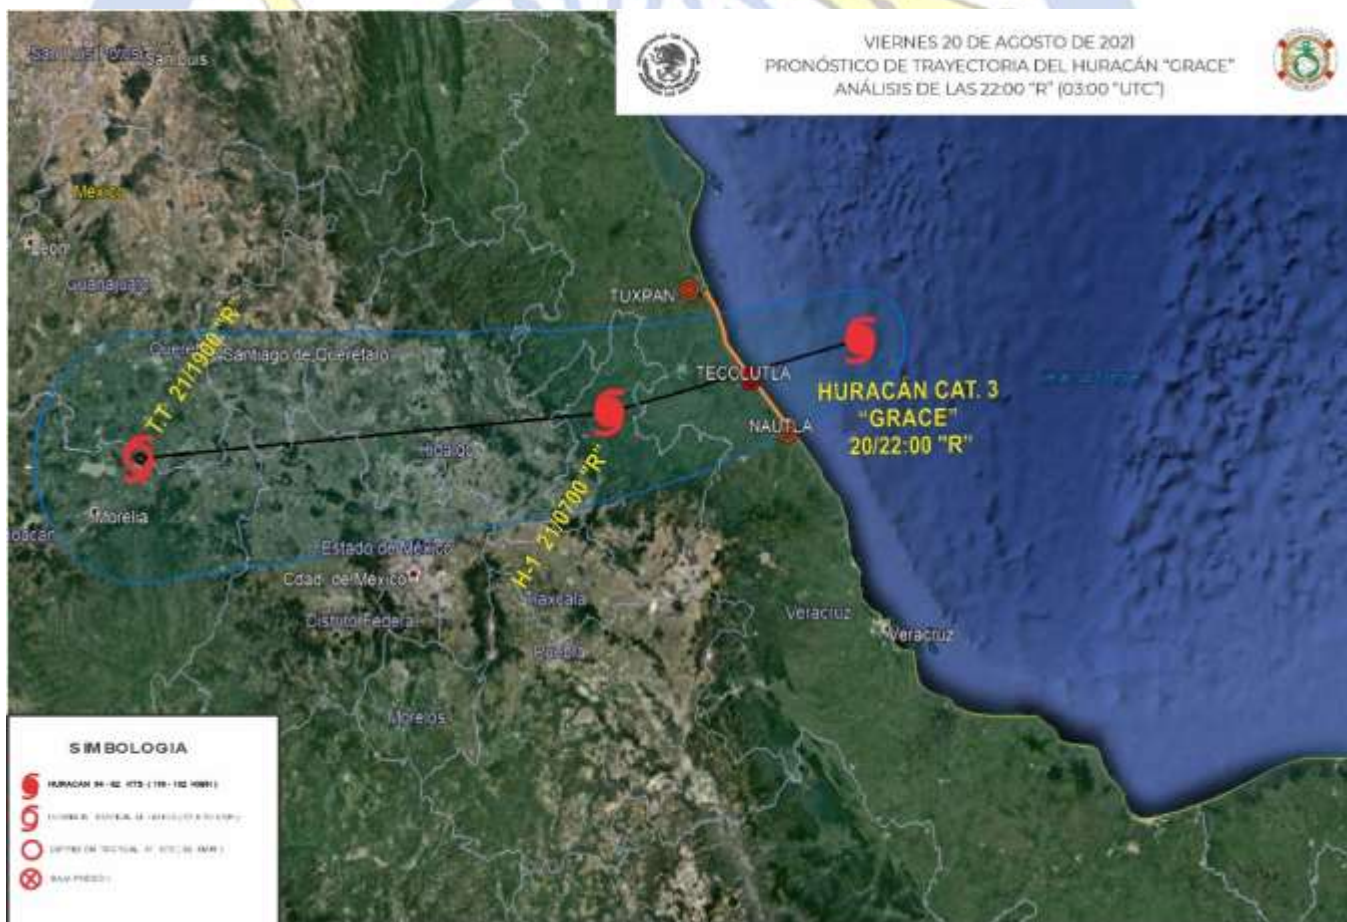 VIERNES 20 DE AGOSTO DE 2021
PRONÓSTICO DE TRAYECTORIA DEL HURACÁN "GRACE"
ANÁLISIS DE LAS 22:00 "R" (03:00 "UTC")
San Luis
México
León
Guanajuato
TUXPAN
T.T. 21/1900 "R"
Santiago de Querétaro
TECOLUTLA
HURACÁN CAT. 3
"GRACE"
20/22:00 "R"
NAUTLA
Hidalgo
H-1 21/0700 "R"
Morelia
Estado de México
Cdad. de México
Tlaxcala
Distrito Federal
Veracruz
Veracruz
Puebla
Morelos
SIMBOLOGIA
HURACAN